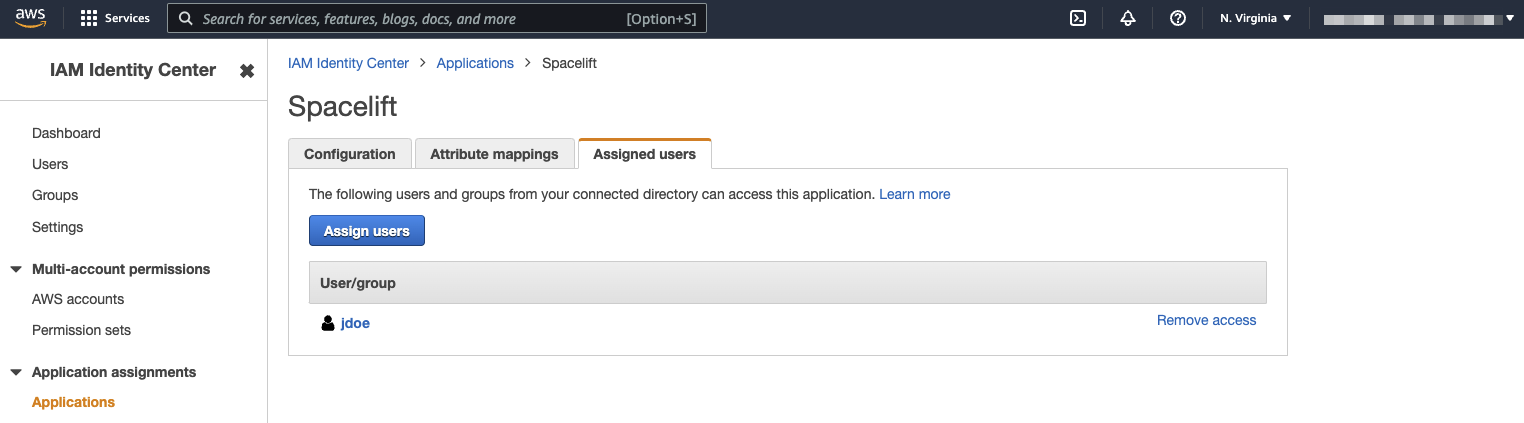 aws Services Search for services, features, blogs, docs, and more [Option+S] N. Virginia
IAM Identity Center
IAM Identity Center > Applications > Spacelift
Spacelift
Dashboard
Users
Groups
Settings
Multi-account permissions
AWS accounts
Permission sets
Application assignments
Applications
Configuration Attribute mappings Assigned users
The following users and groups from your connected directory can access this application. Learn more
Assign users
User/group
jdoe Remove access